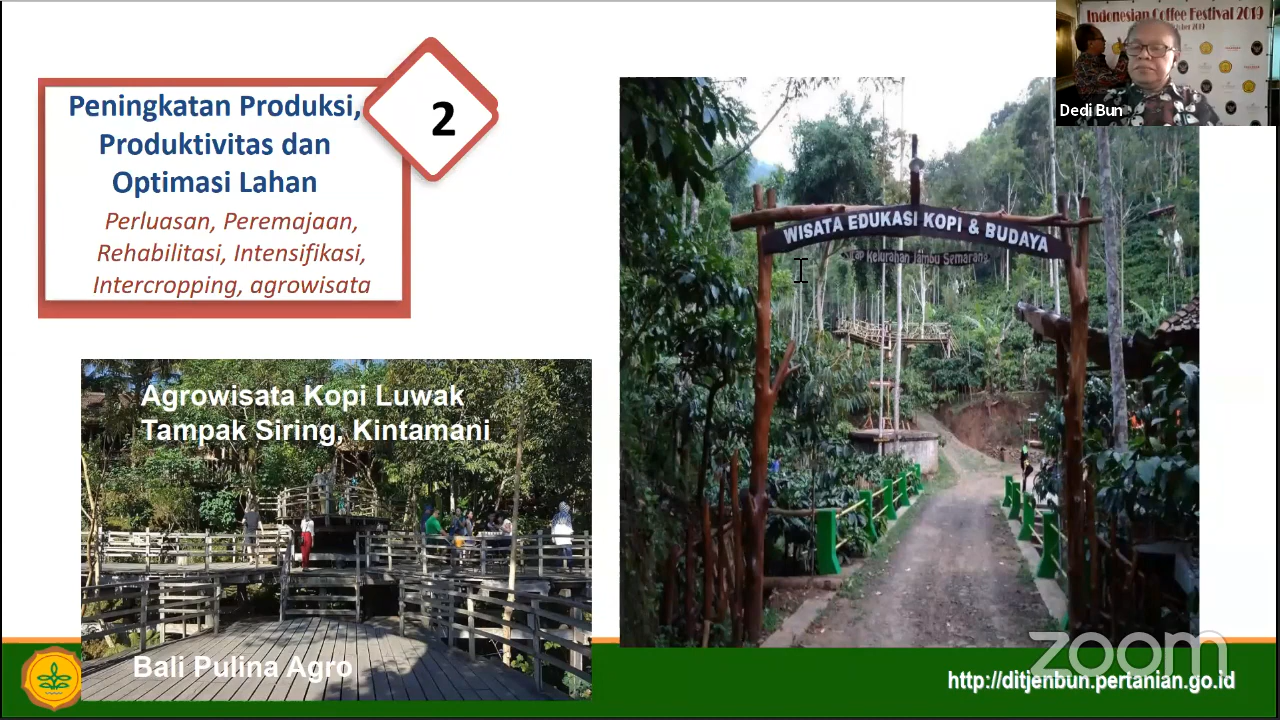 Peningkatan Produksi,
Produktivitas dan
Optimasi Lahan
Perluasan, Peremajaan,
Rehabilitasi, Intensifikasi,
Intercropping, agrowisata
2
Indonesian Coffee Festival 2019
Dedi Bun
WISATA EDUKASI KOPI & BUDAYA
Kelurahan Jambu Semarang
Agrowisata Kopi Luwak
Tampak Siring, Kintamani
Bali Pulina Agro
zoom
http://ditjenbun.pertanian.go.id